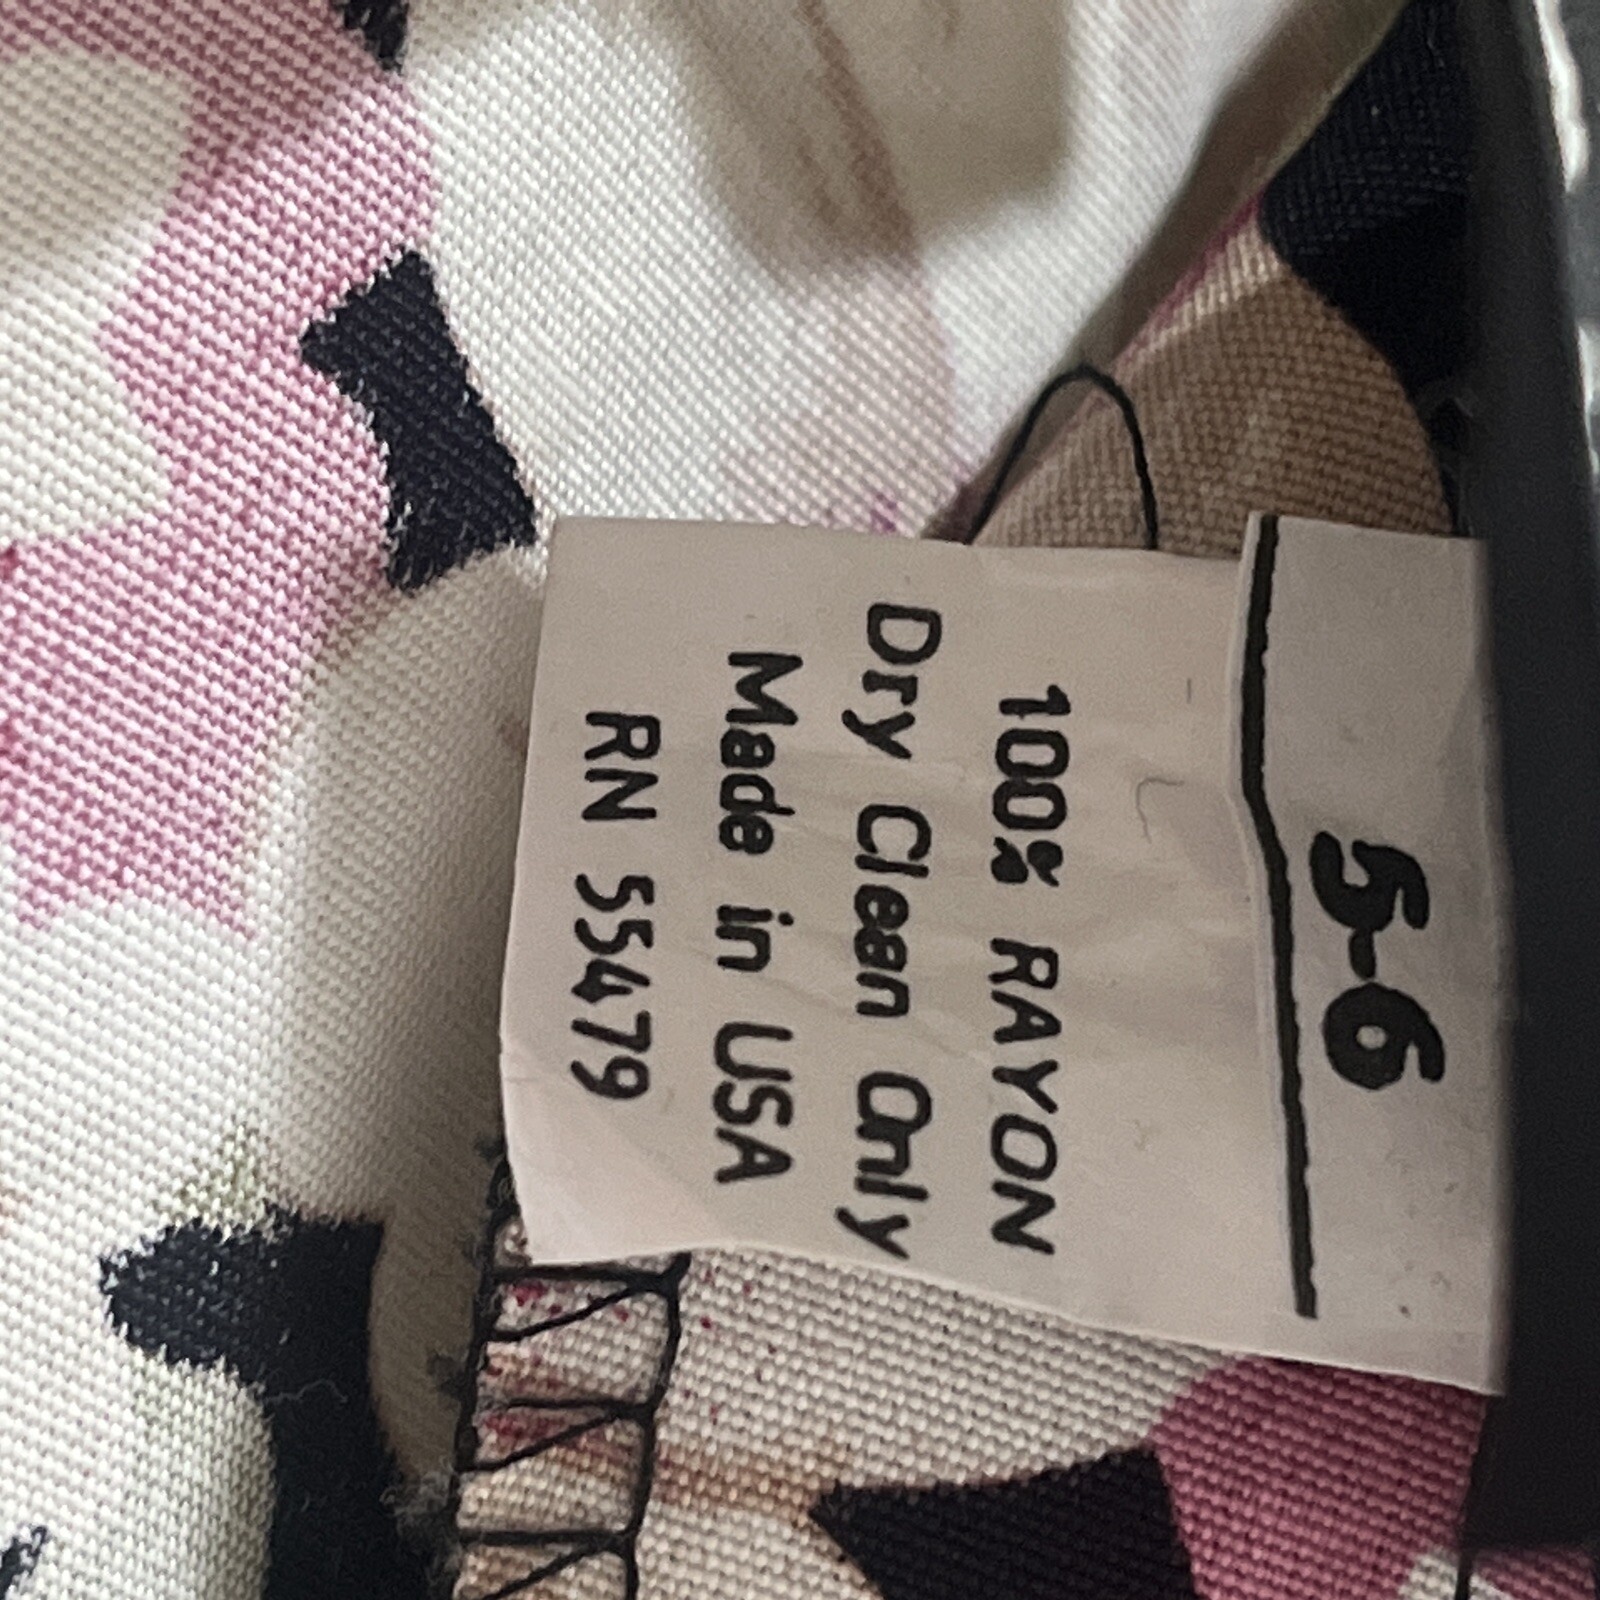 5-6
100% RAYON
Dry Clean Only
Made in USA
RN 55479